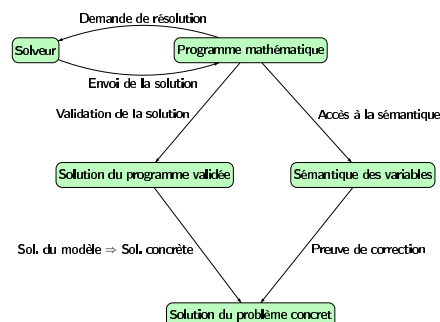 Demande de résolution
Solveur
Programme mathématique
Envoi de la solution
Validation de la solution
Accès à la sémantique
Solution du programme validée
Sémantique des variables
Sol. du modèle ⇒ Sol. concrète
Preuve de correction
Solution du problème concret